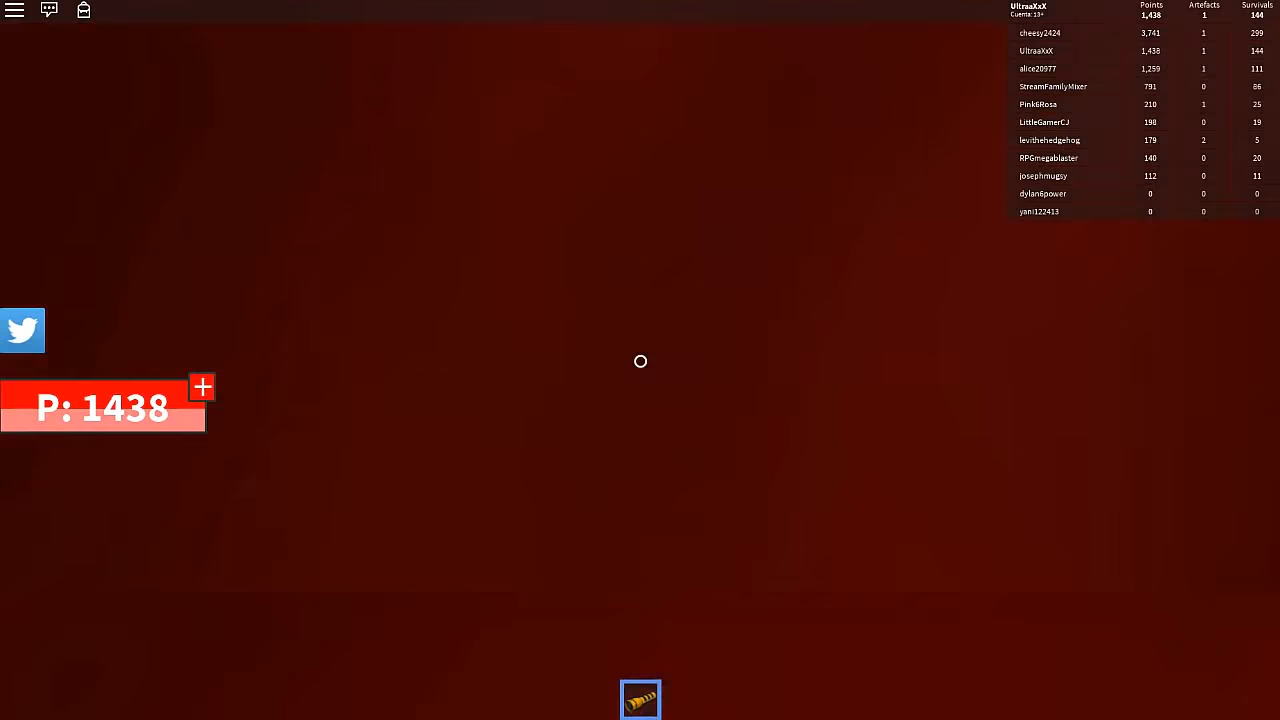 UltraaXxX Points Artefacts Survivals
Cuenta: 13+ 1,438 1 144
cheesy2424 3,741 1 299
UltraaXxX 1,438 1 144
alice20977 1,259 1 111
StreamFamilyMixer 791 0 86
Pink6Rosa 210 1 25
LittleGamerCJ 198 0 19
levithehedgehog 179 2 5
RPGmegablaster 140 0 20
josephmugsy 112 0 11
dylan6power 0 0 0
yani122413 0 0 0
P: 1438